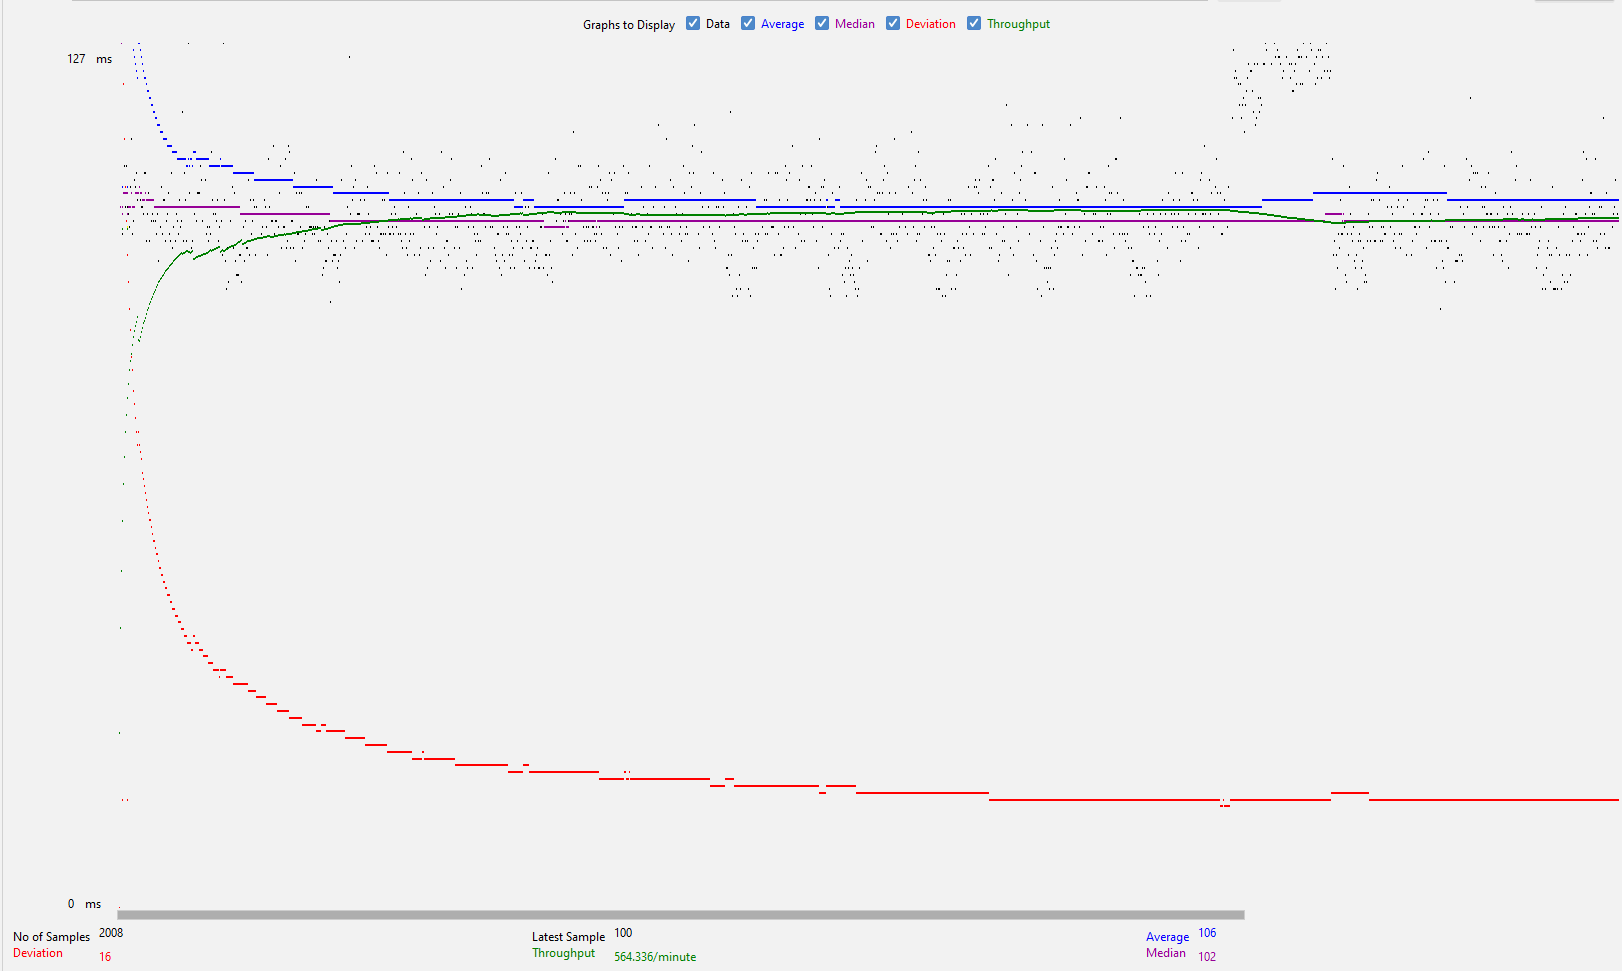 Graphs to Display Data Average Median Deviation Throughput
127 ms
0 ms
No of Samples 2008 Latest Sample 100 Average 106
Deviation 16 Throughput 564.336/minute Median 102